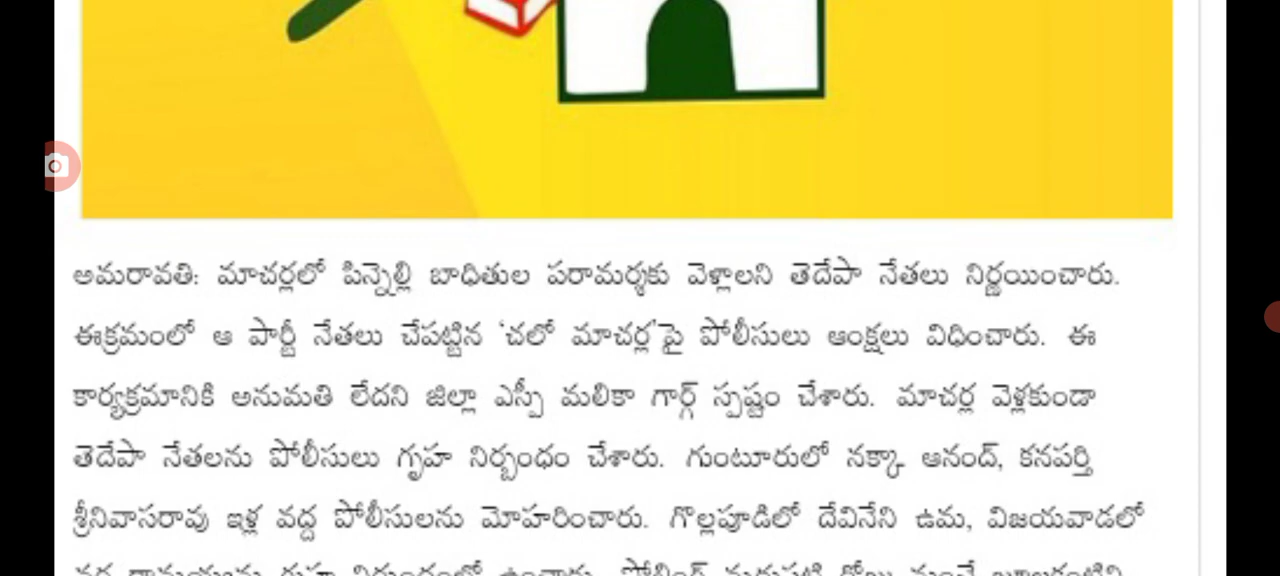 అమరావతి: మాచర్లలో పిన్నెల్లి బాధితుల పరామర్శకు వెళ్లాలని తెదేపా నేతలు నిర్ణయించారు.
ఈక్రమంలో ఆ పార్టీ నేతలు చేపట్టిన ‘చలో మాచర్ల’పై పోలీసులు ఆంక్షలు విధించారు. ఈ
కార్యక్రమానికి అనుమతి లేదని జిల్లా ఎస్పీ మలికా గార్గ్ స్పష్టం చేశారు. మాచర్ల వెళ్లకుండా
తెదేపా నేతలను పోలీసులు గృహ నిర్బంధం చేశారు. గుంటూరులో నక్కా ఆనంద్, కనపర్తి
శ్రీనివాసరావు ఇళ్ల వద్ద పోలీసులను మోహరించారు. గొల్లపూడిలో దేవినేని ఉమ, విజయవాడలో